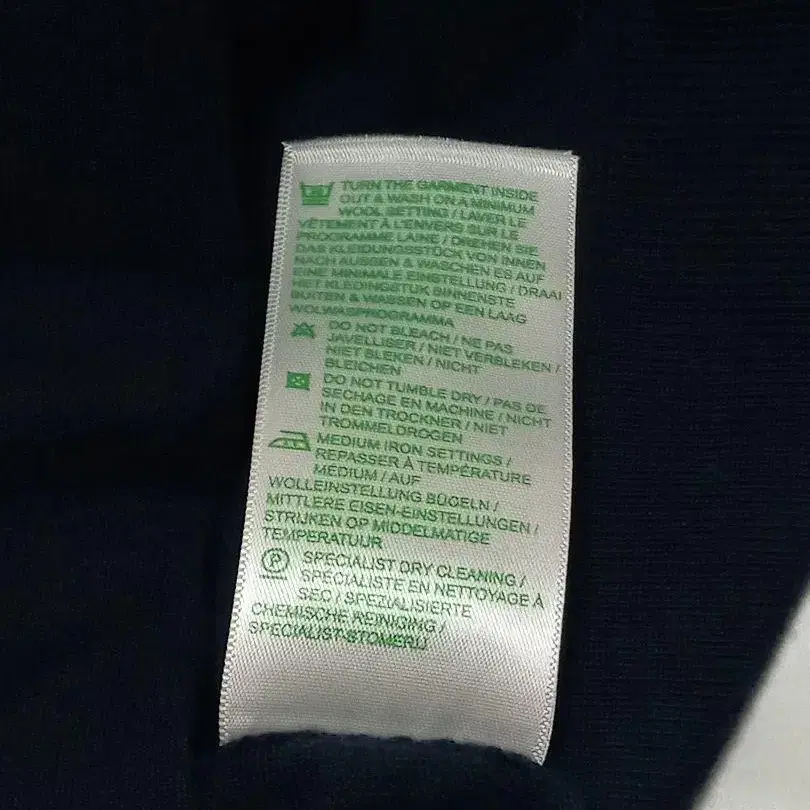 TURN THE GARMENT INSIDE
OUT & WASH ON A MINIMUM
WOOL SETTING / LAVER LE
VÊTEMENT À L'ENVERS SUR LE
PROGRAMME LAINE / DREHEN SIE
DAS KLEIDUNGSSTÜCK VON INNEN
NACH AUSSEN & WASCHEN ES AUF
EINE MINIMALE EINSTELLUNG / DRAAI
HET KLEDINGETUK BINNENSTE
BUITEN & WASSEN OP EEN LAAG
WOLWASPROGRAMMA
DO NOT BLEACH / NE PAS
JAVELLISER / NIET VERBLEKEN /
NIET BLEKEN / NICHT
BLEICHEN
DO NOT TUMBLE DRY / PAS DE
SECHAGE EN MACHINE / NICHT
IN DEN TROCKNER / NIET
TROMMELDROGEN
MEDIUM IRON SETTINGS /
REPASSER À TEMPÉRATURE
MEDIUM / AUF
WOLLEINSTELLUNG BÜGELN /
MITTLERE EISEN-EINSTELLUNGEN /
STRIJKEN OP MIDDELMATIGE
TEMPERATUUR
P
SPECIALIST DRY CLEANING /
SPÉCIALISTE EN NETTOYAGE À
SEC / SPEZIALISIERTE
CHEMISCHE REINIGING /
SPECIALIST-STOMERIJ